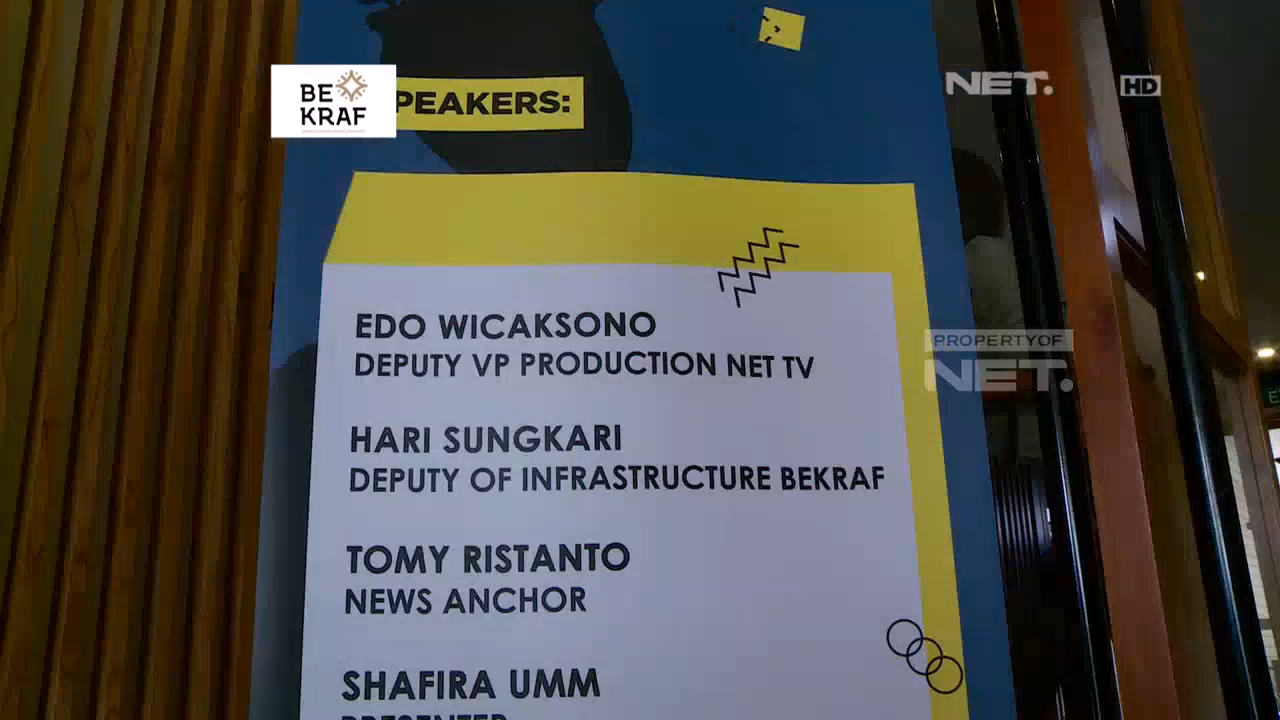 BE
KRAF
PEAKERS:
NET.
HD
PROPERTY OF
NET.
EDO WICAKSONO
DEPUTY VP PRODUCTION NET TV
HARI SUNGKARI
DEPUTY OF INFRASTRUCTURE BEKRAF
TOMY RISTANTO
NEWS ANCHOR
SHAFIRA UMM
PRESENTER